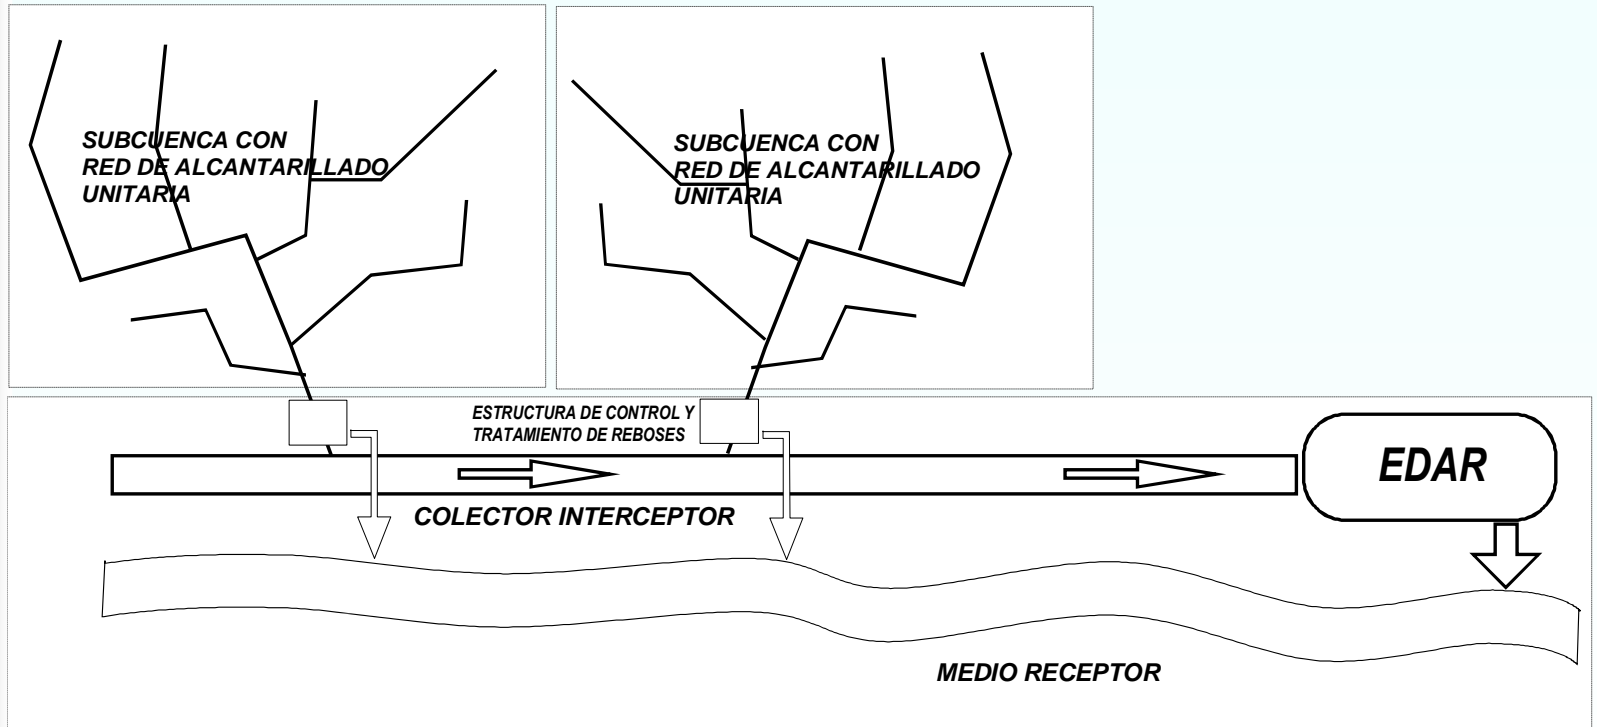 SUBCUENCA CON
RED DE ALCANTARILLADO
UNITARIA
SUBCUENCA CON
RED DE ALCANTARILLADO
UNITARIA
ESTRUCTURA DE CONTROL Y
TRATAMIENTO DE REBOSES
EDAR
COLECTOR INTERCEPTOR
MEDIO RECEPTOR